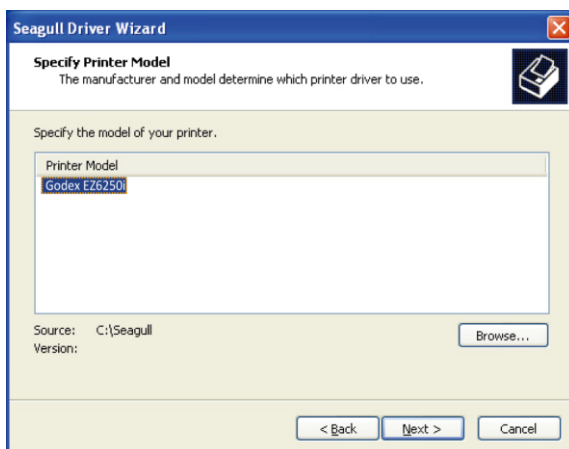 Seagull Driver Wizard
Specify Printer Model
The manufacturer and model determine which printer driver to use.
Specify the model of your printer.
Printer Model
Godex EZ6250i
Source: C:\Seagull
Version:
Browse...
< Back Next > Cancel